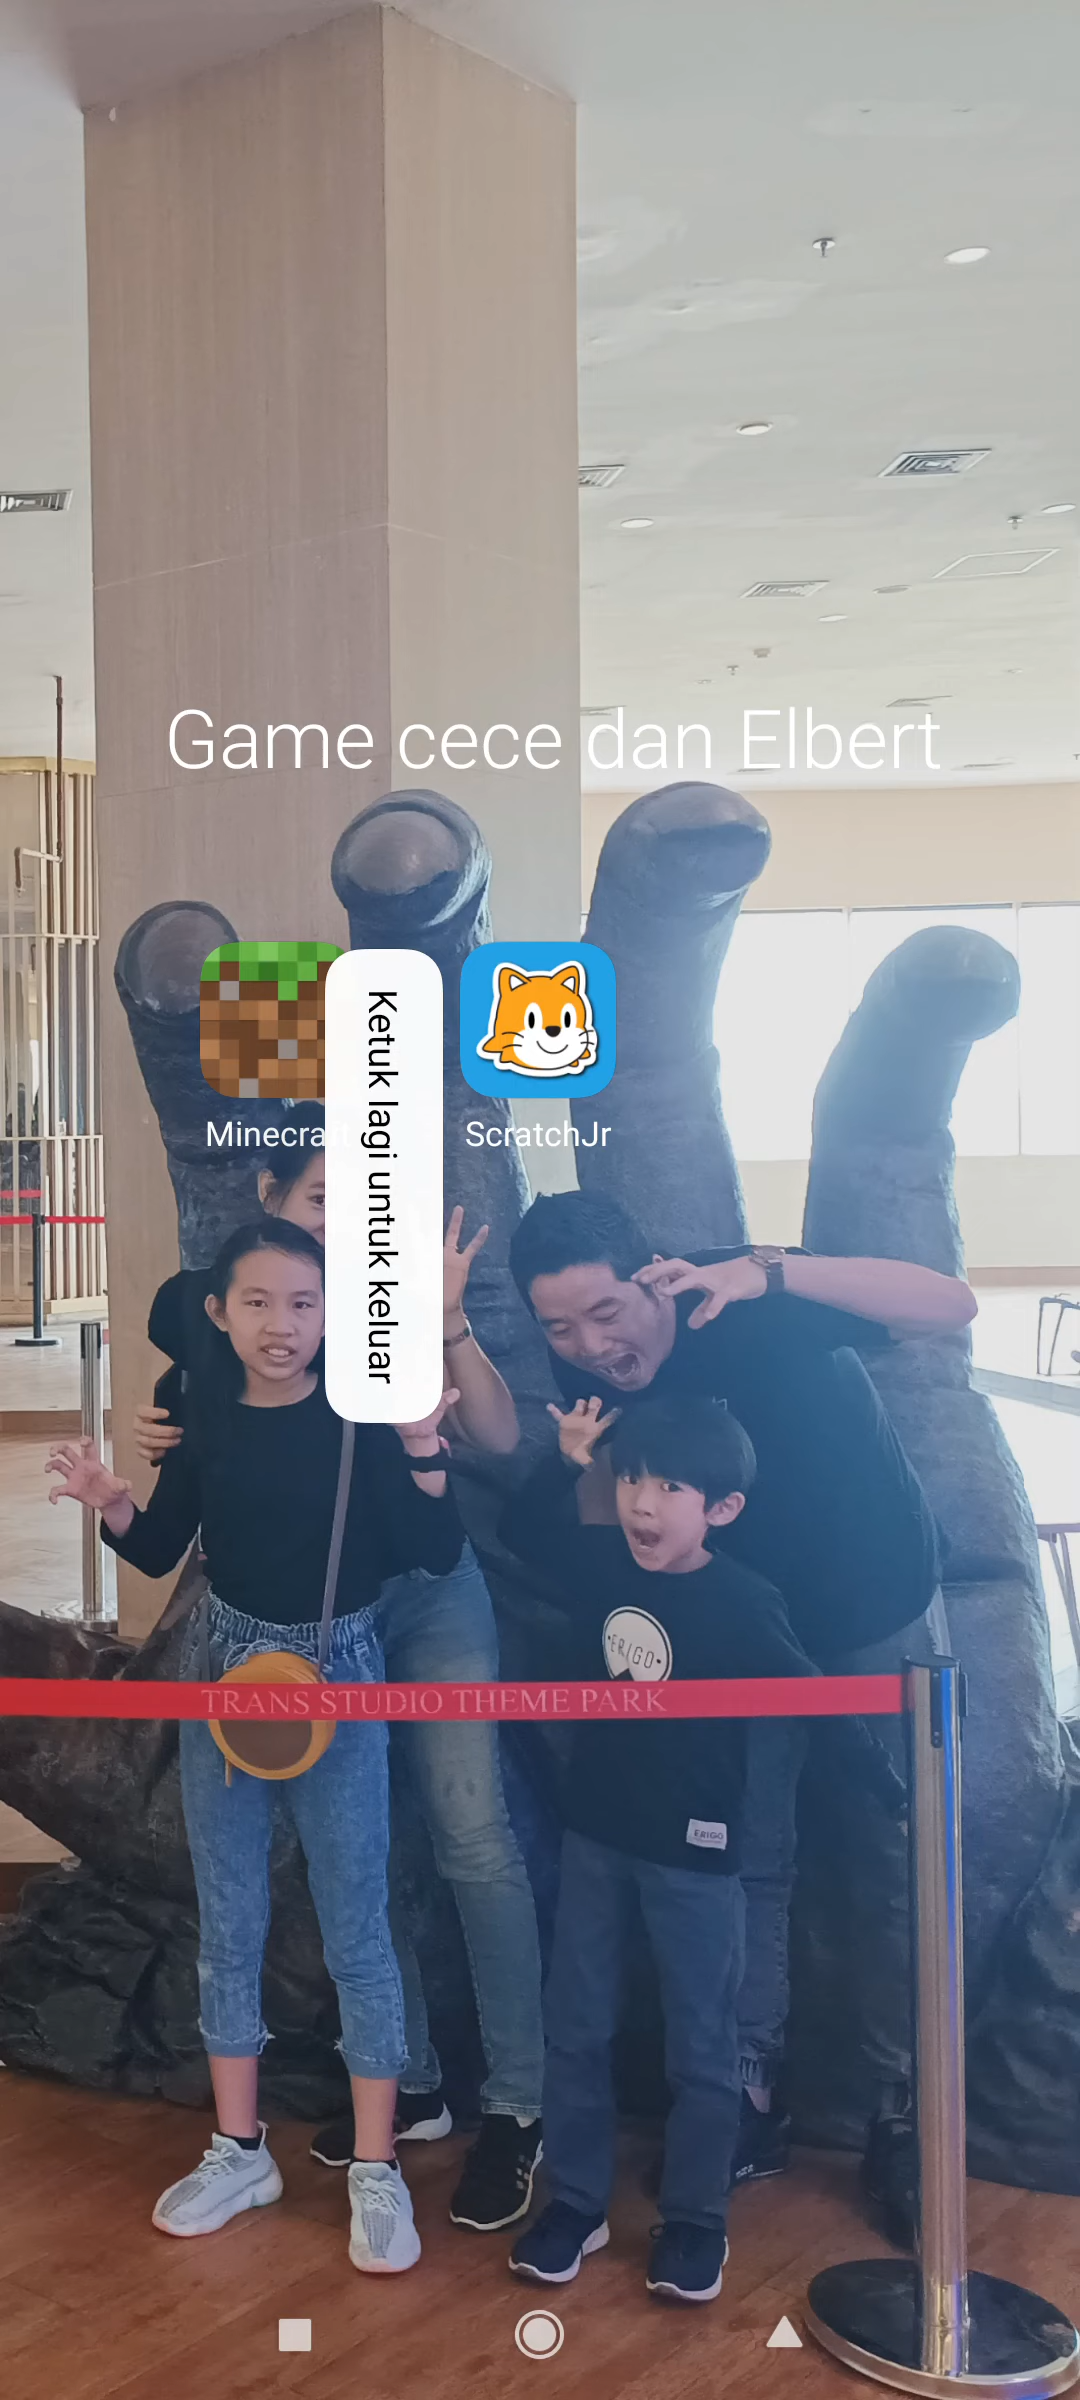 Game cece dan Elbert
Minecraft
ScratchJr
Ketuk lagi untuk keluar
ERIGO
TRANS STUDIO THEME PARK
ERIGO